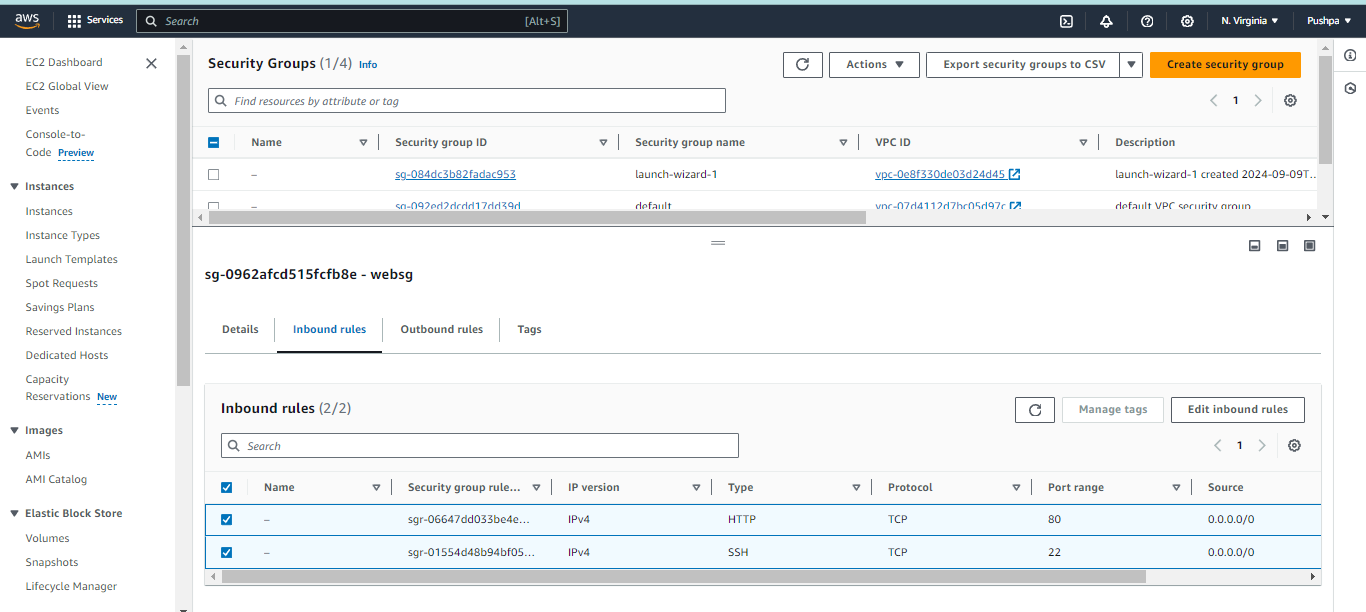 aws
Services
Search [Alt+S]
N. Virginia
Pushpa
EC2 Dashboard
EC2 Global View
Events
Console-to-
Code Preview
Instances
Instances
Instance Types
Launch Templates
Spot Requests
Savings Plans
Reserved Instances
Dedicated Hosts
Capacity
Reservations New
Images
AMIs
AMI Catalog
Elastic Block Store
Volumes
Snapshots
Lifecycle Manager
Security Groups (1/4) Info
Actions
Export security groups to CSV
Create security group
Find resources by attribute or tag
1
Name Security group ID Security group name VPC ID Description
– sg-084dc3b82fadac953 launch-wizard-1 vpc-0e8f330de03d24d45 launch-wizard-1 created 2024-09-09T...
– sg-092ed2dcdd17dd39d default vpc-07d4112d7bc05d97c default VPC security group
sg-0962afcd515fcfb8e - websg
Details Inbound rules Outbound rules Tags
Inbound rules (2/2)
Manage tags
Edit inbound rules
Search
1
Name Security group rule... IP version Type Protocol Port range Source
– sgr-06647dd033be4e... IPv4 HTTP TCP 80 0.0.0.0/0
– sgr-01554d48b94bf05... IPv4 SSH TCP 22 0.0.0.0/0